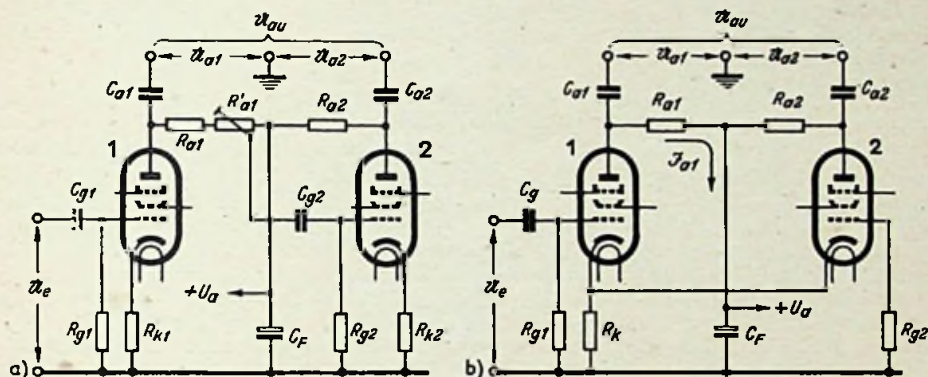 𝔘av
𝔘a1 𝔘a2
Ca1 R'a1 Ra2 Ca2
Ra1
1 2
Cg1 Cg2
𝔘e
+Ua
Rg1 Rk1 CF Rg2 Rk2
a)
𝔘av
𝔘a1 𝔘a2
Ca1 Ra1 Ra2 Ca2
1 2
𝔍a1
Cg
𝔘e
+Ua
Rg1 Rk CF Rg2
b)